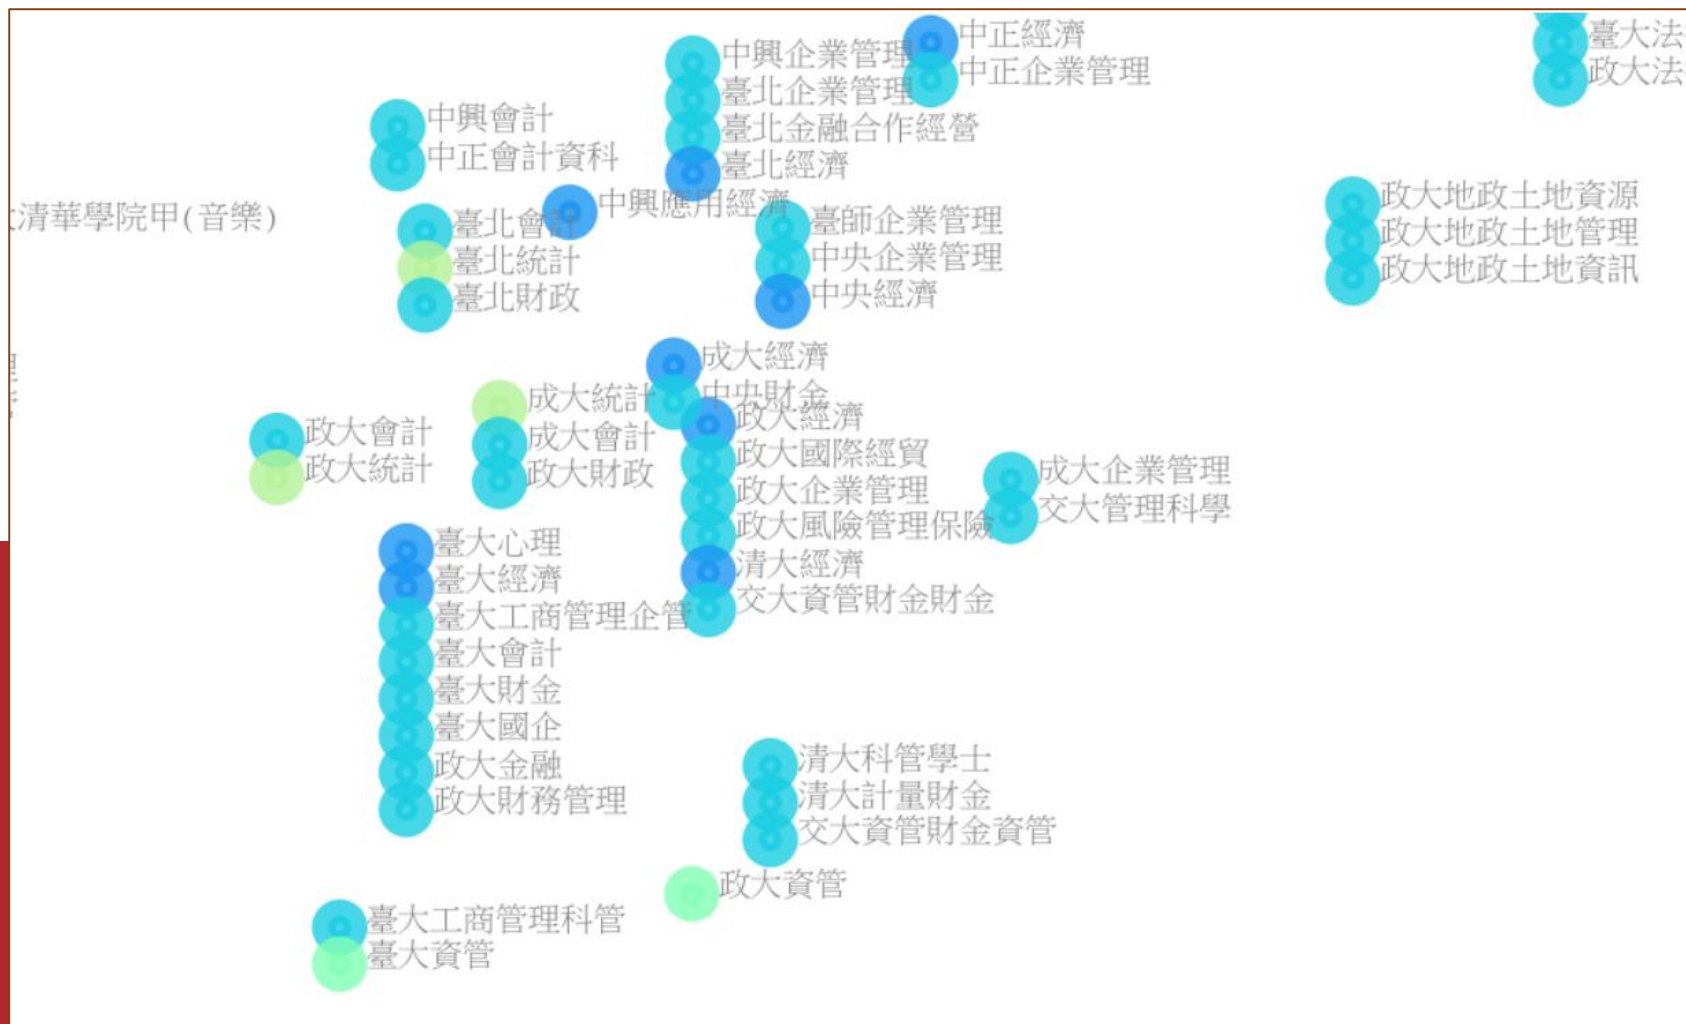 中正經濟
中興企業管理
中正企業管理
臺大法
政大法
臺北企業管理
中興會計
臺北金融合作經營
中正會計資科
臺北經濟
政大地政土地資源
中興應用經濟
清華學院甲(音樂)
臺北會計
臺師企業管理
政大地政土地管理
臺北統計
中央企業管理
政大地政土地資訊
臺北財政
中央經濟
成大經濟
成大統計
中央財金
政大經濟
政大會計
成大會計
政大國際經貿
政大統計
政大財政
成大企業管理
政大企業管理
交大管理科學
政大風險管理保險
臺大心理
清大經濟
臺大經濟
交大資管財金財金
臺大工商管理企管
臺大會計
臺大財金
臺大國企
政大金融
清大科管學士
政大財務管理
清大計量財金
交大資管財金資管
政大資管
臺大工商管理科管
臺大資管